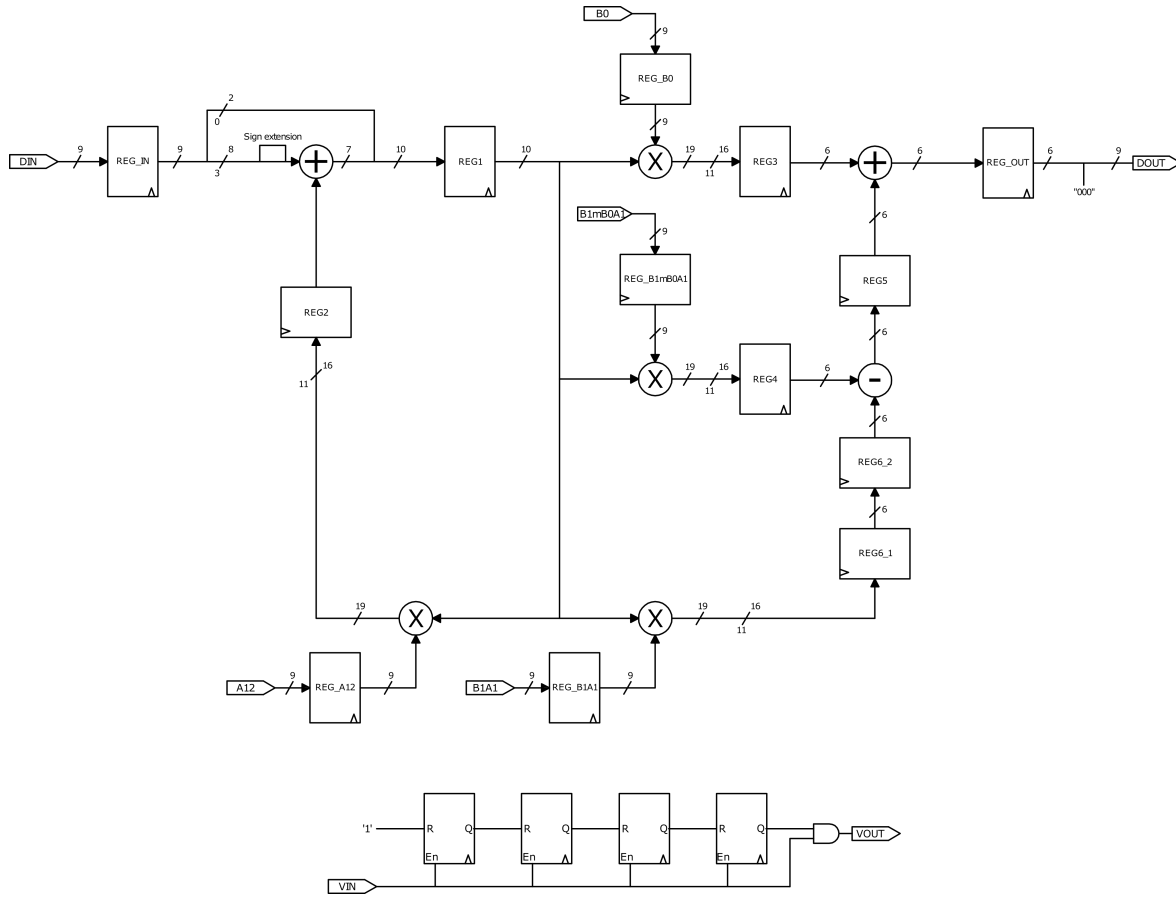 B0
9
REG_B0
9
2
0
Sign extension
DIN
9
REG_IN
9
8
3
+
7
10
REG1
10
X
19
16
11
REG3
6
+
6
REG_OUT
6
"000"
9
DOUT
B1mB0A1
9
REG_B1mB0A1
9
6
REG5
6
REG2
16
11
X
19
16
11
REG4
6
-
6
REG6_2
6
REG6_1
19
X
X
19
16
11
A12
9
REG_A12
9
B1A1
9
REG_B1A1
9
'1'
R
Q
En
R
Q
En
R
Q
En
R
Q
En
VOUT
VIN